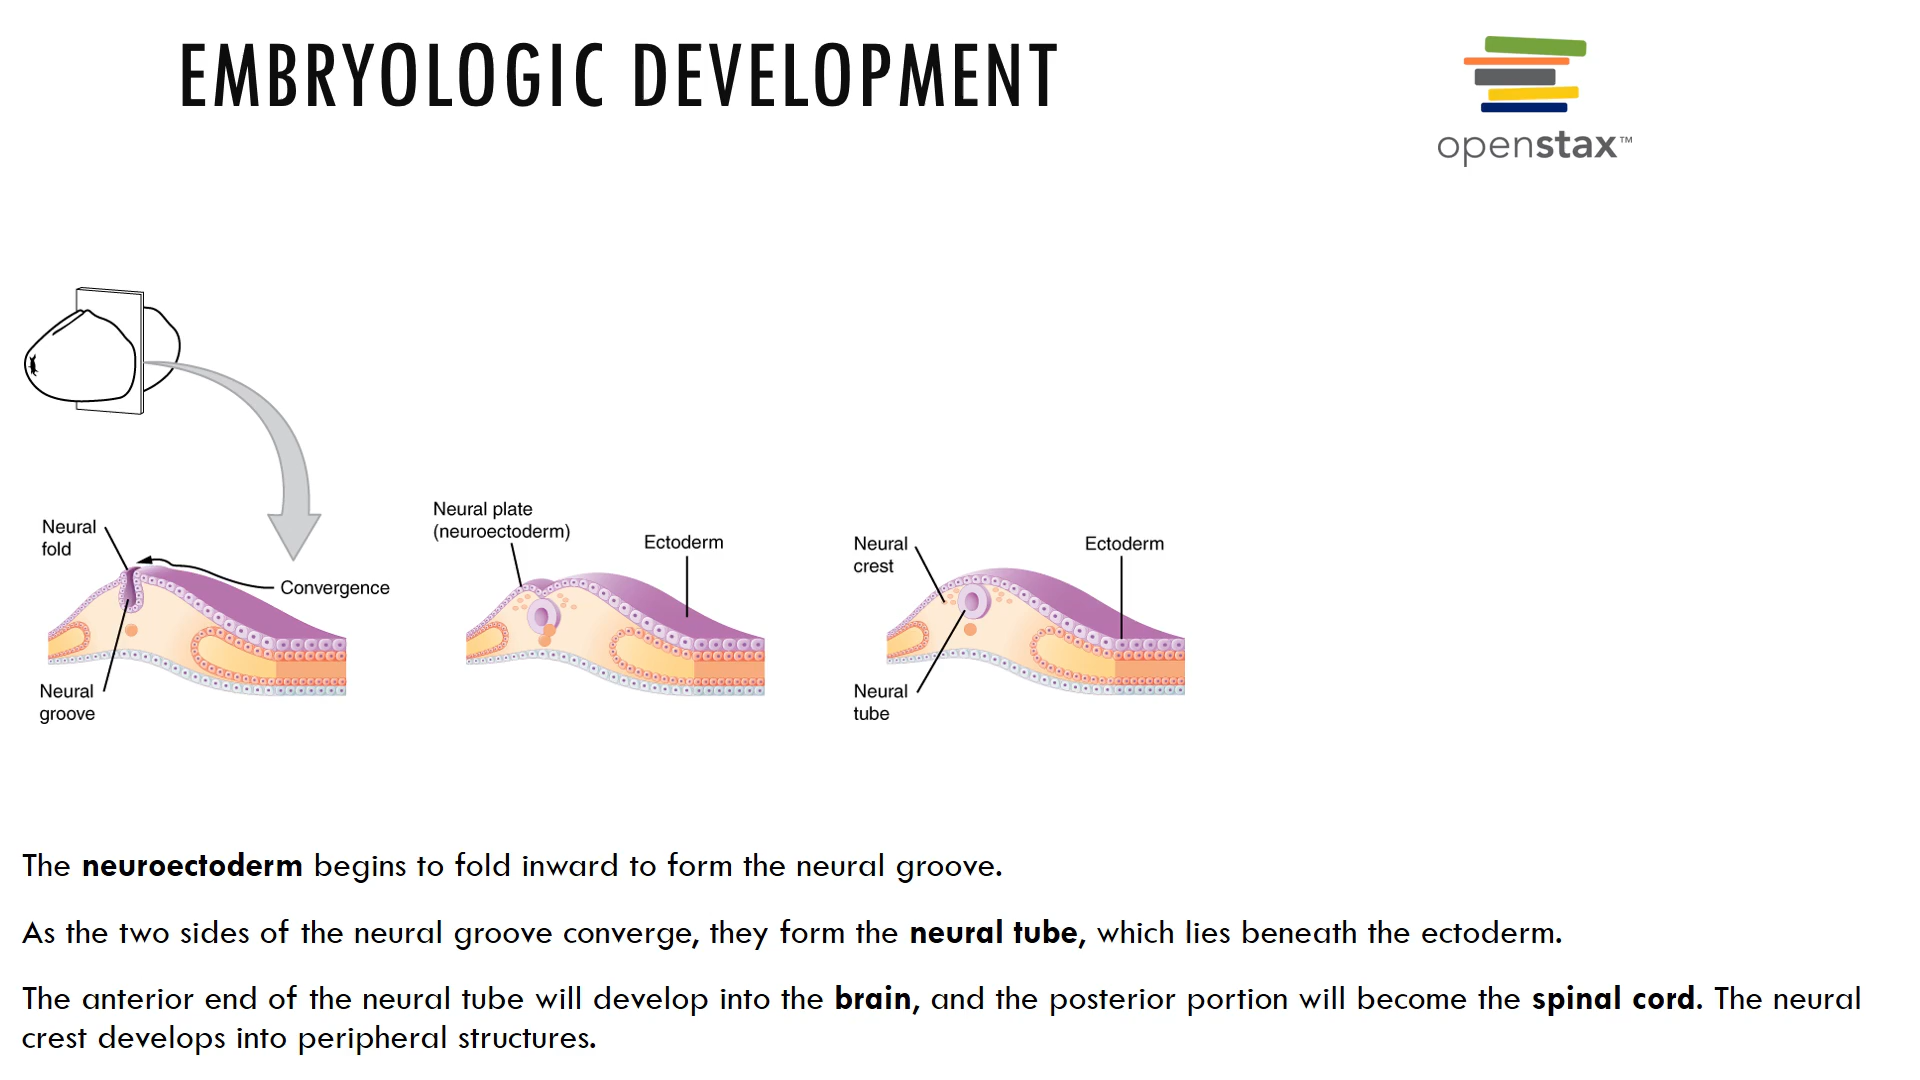 EMBRYOLOGIC DEVELOPMENT
openstax™
Neural
fold
Convergence
Neural
groove
Neural plate
(neuroectoderm)
Ectoderm
Neural
crest
Ectoderm
Neural
tube
The neuroectoderm begins to fold inward to form the neural groove.
As the two sides of the neural groove converge, they form the neural tube, which lies beneath the ectoderm.
The anterior end of the neural tube will develop into the brain, and the posterior portion will become the spinal cord. The neural
crest develops into peripheral structures.